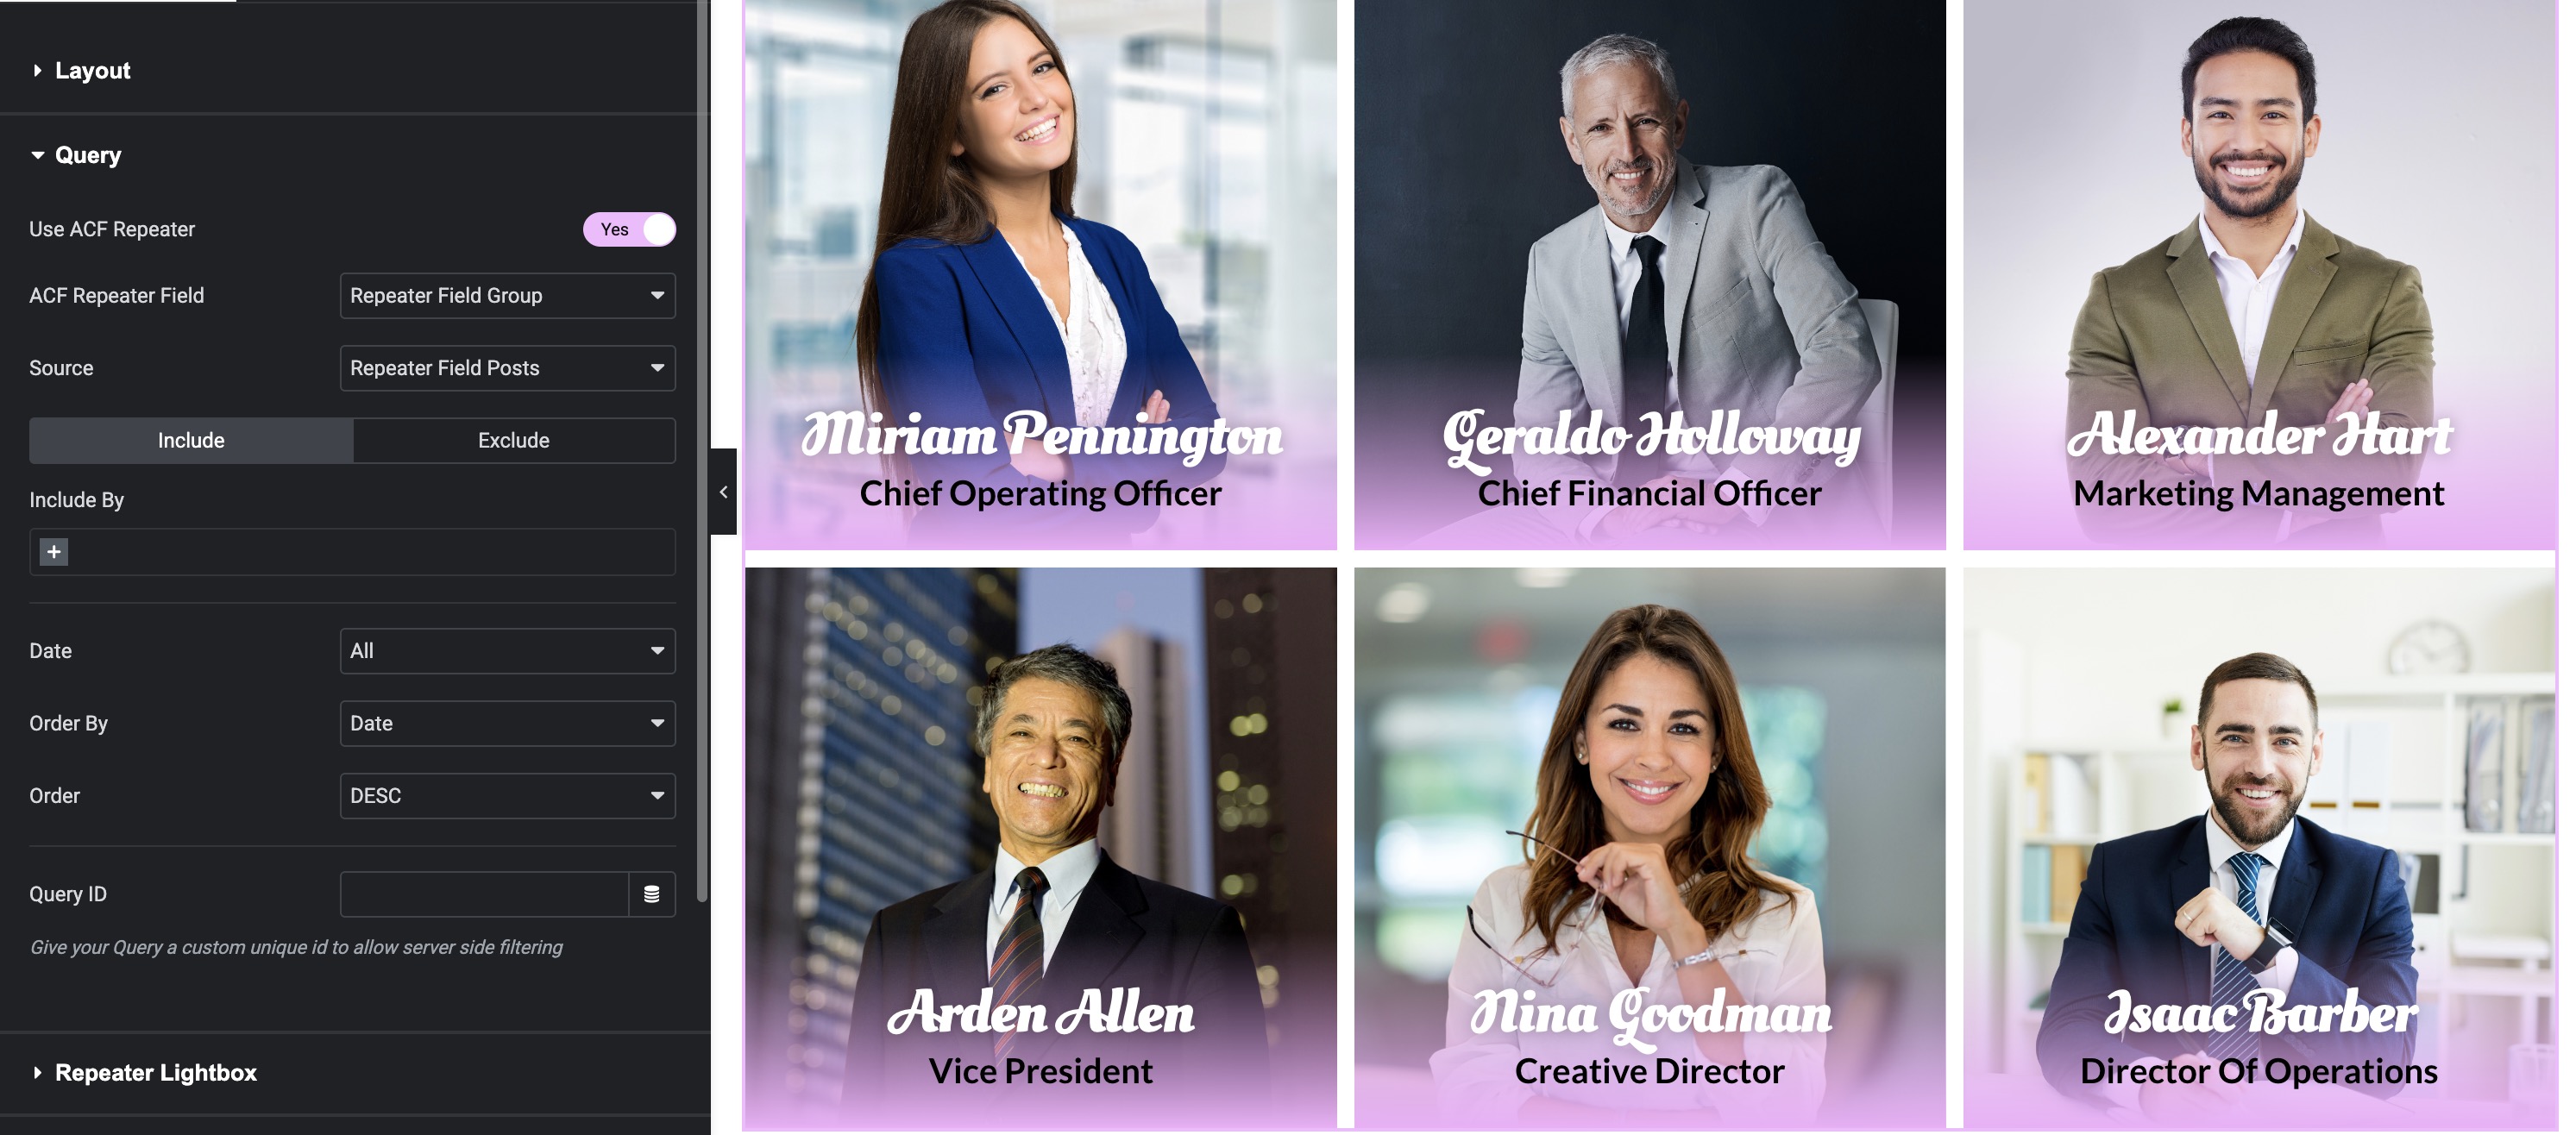 Layout
Query
Use ACF Repeater
Yes
ACF Repeater Field
Repeater Field Group
Source
Repeater Field Posts
Include
Exclude
Include By
+
Date
All
Order By
Date
Order
DESC
Query ID
Give your Query a custom unique id to allow server side filtering
Repeater Lightbox
Miriam Pennington
Chief Operating Officer
Geraldo Holloway
Chief Financial Officer
Alexander Hart
Marketing Management
Arden Allen
Vice President
Nina Goodman
Creative Director
Isaac Barber
Director Of Operations